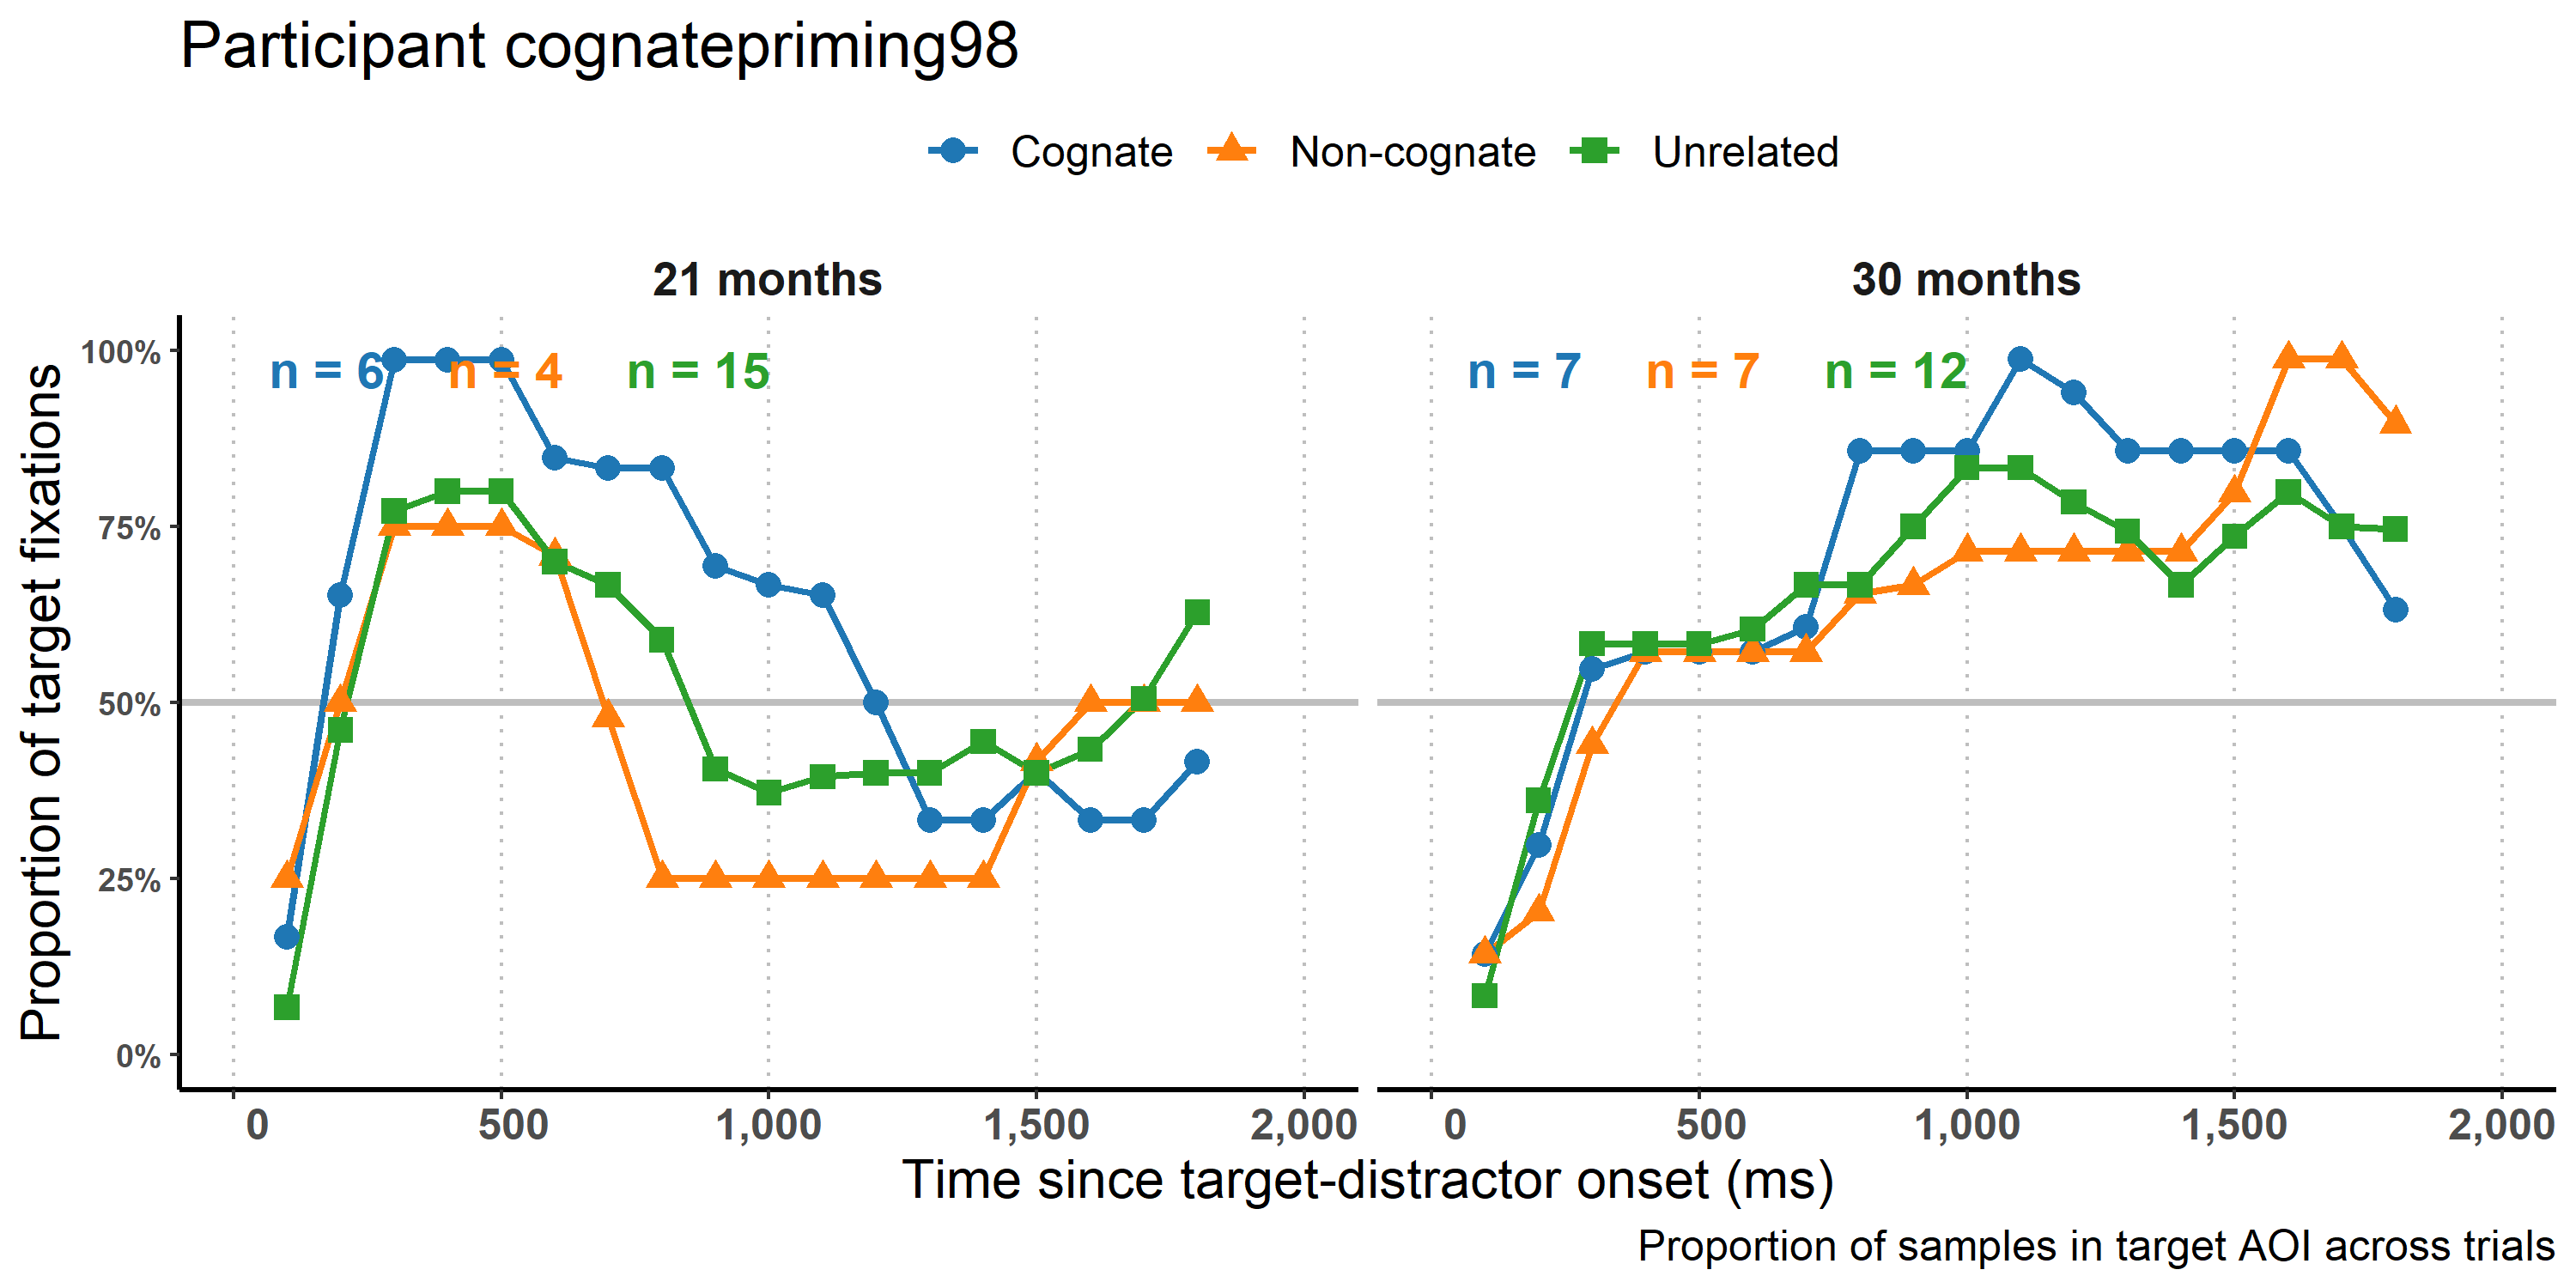 Participant cognatepriming98
Cognate Non-cognate Unrelated
21 months 30 months
n = 6 n = 4 n = 15 n = 7 n = 7 n = 12
100%
75%
50%
25%
0%
Proportion of target fixations
0 500 1,000 1,500 2,000 0 500 1,000 1,500 2,000
Time since target-distractor onset (ms)
Proportion of samples in target AOI across trials